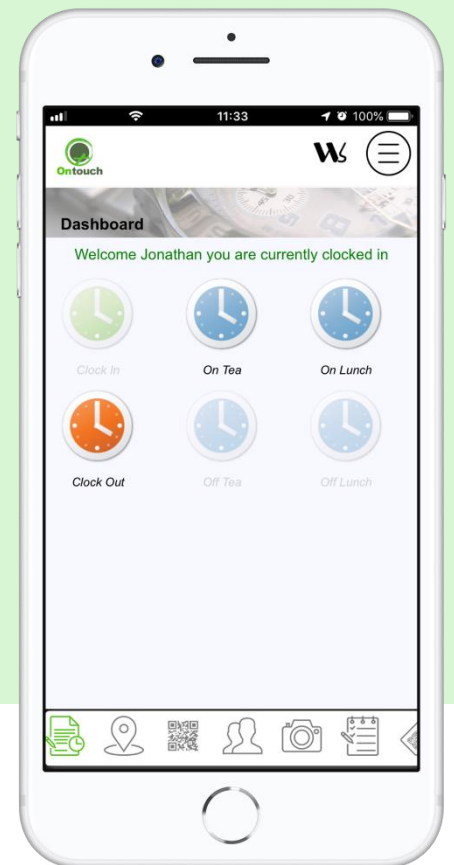 11:33
100%
Ontouch
Ws
Dashboard
Welcome Jonathan you are currently clocked in
Clock In
On Tea
On Lunch
Clock Out
Off Tea
Off Lunch